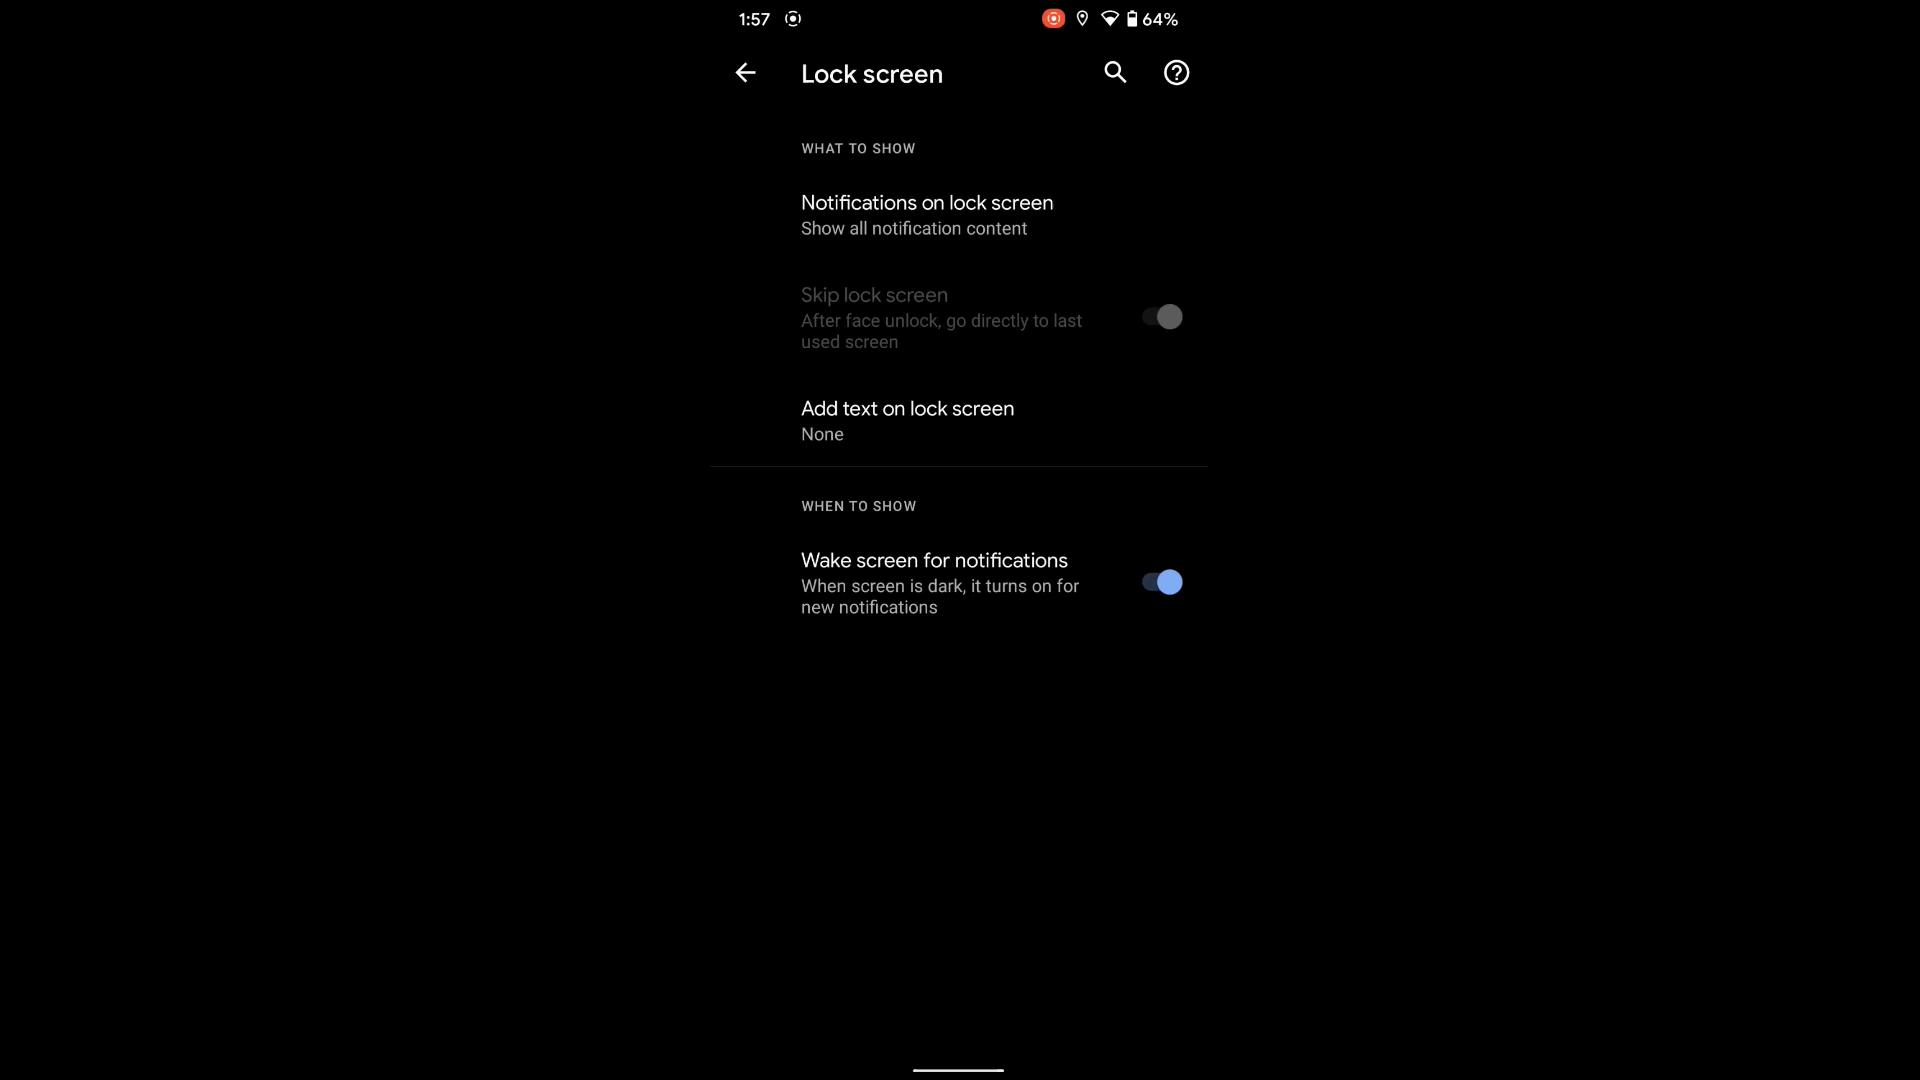 1:57
64%
Lock screen
WHAT TO SHOW
Notifications on lock screen
Show all notification content
Skip lock screen
After face unlock, go directly to last
used screen
Add text on lock screen
None
WHEN TO SHOW
Wake screen for notifications
When screen is dark, it turns on for
new notifications